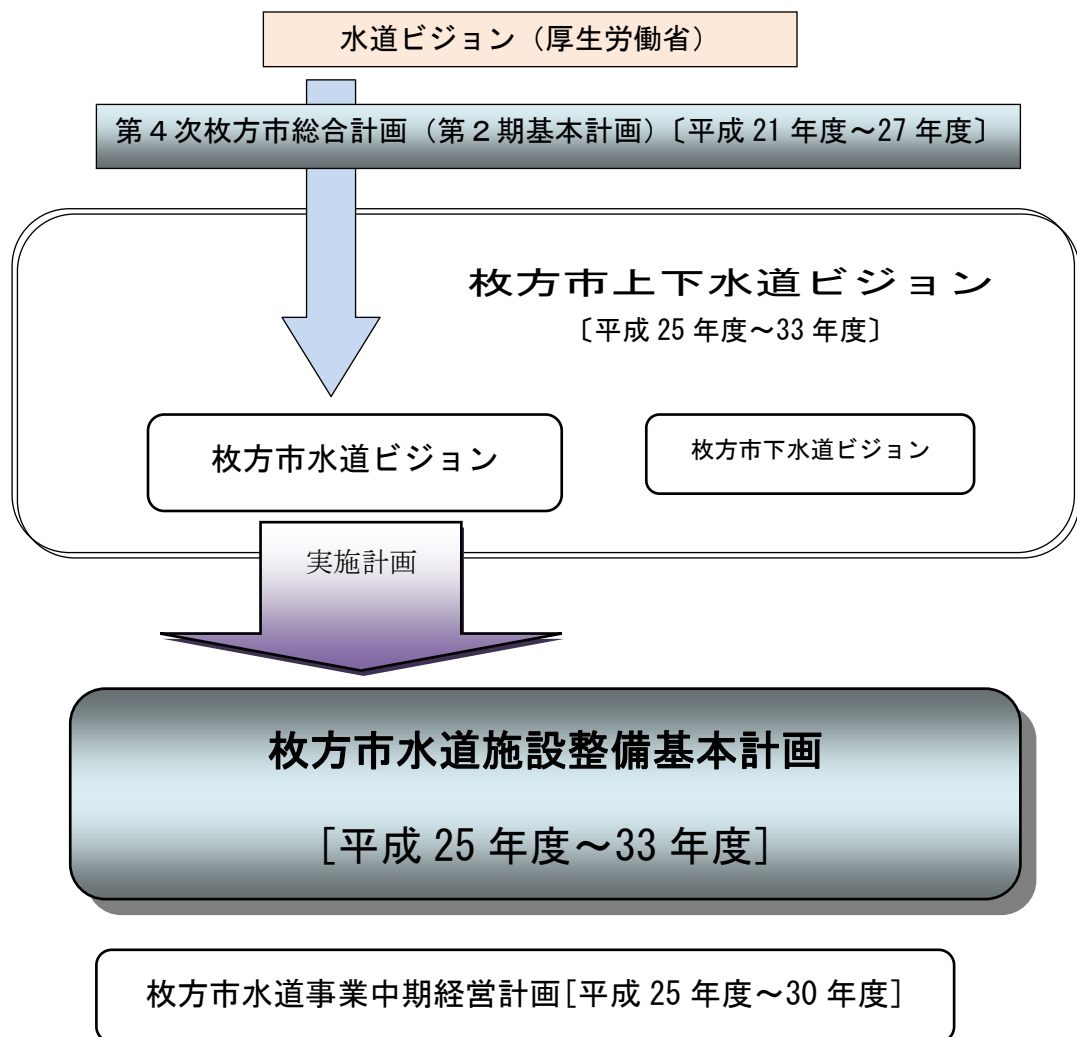 水道ビジョン（厚生労働省）
第４次枚方市総合計画（第２期基本計画）〔平成 21 年度～27 年度〕
枚方市上下水道ビジョン
〔平成 25 年度～33 年度〕
枚方市水道ビジョン
枚方市下水道ビジョン
実施計画
枚方市水道施設整備基本計画
［平成 25 年度～33 年度］
枚方市水道事業中期経営計画［平成 25 年度～30 年度］